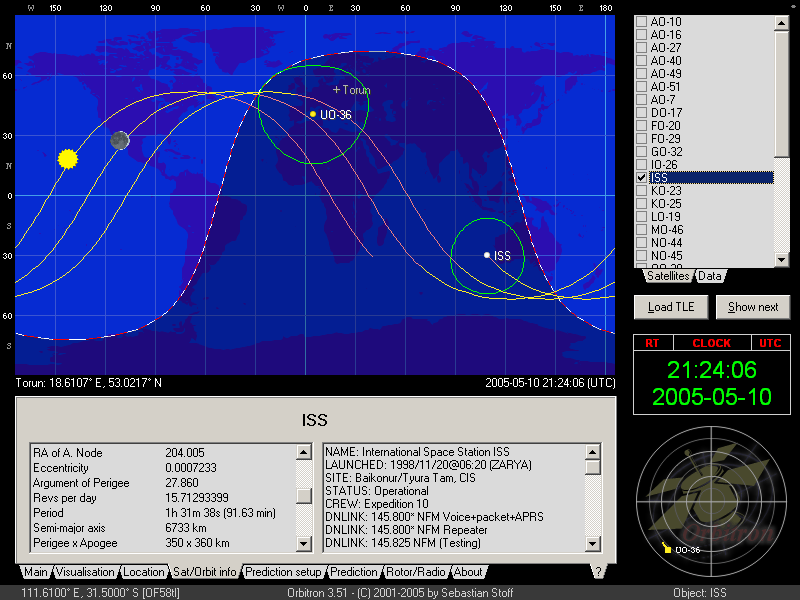 W 150 120 90 60 30 W 0 E 30 60 90 120 150 E 180
N
60
30
N
0
S
30
60
S
+ Torun
UO-36
ISS
Torun: 18.6107° E, 53.0217° N
2005-05-10 21:24:06 (UTC)
AO-10
AO-16
AO-27
AO-40
AO-49
AO-51
AO-7
DO-17
FO-20
FO-29
GO-32
IO-26
ISS
KO-23
KO-25
LO-19
MO-46
NO-44
NO-45
Satellites Data
Load TLE
Show next
RT CLOCK UTC
21:24:06
2005-05-10
Orbitron
UO-36
ISS
RA of A. Node 204.005
Eccentricity 0.0007233
Argument of Perigee 27.860
Revs per day 15.71293399
Period 1h 31m 38s (91.63 min)
Semi-major axis 6733 km
Perigee x Apogee 350 x 360 km
NAME: International Space Station ISS
LAUNCHED: 1998/11/20@06:20 (ZARYA)
SITE: Baikonur/Tyura Tam, CIS
STATUS: Operational
CREW: Expedition 10
DNLINK: 145.800* NFM Voice+packet+APRS
DNLINK: 145.800* NFM Repeater
DNLINK: 145.825 NFM (Testing)
Main Visualisation Location Sat/Orbit info Prediction setup Prediction Rotor/Radio About ?
111.6100° E, 31.5000° S [OF58tl]
Orbitron 3.51 - (C) 2001-2005 by Sebastian Stoff
Object: ISS